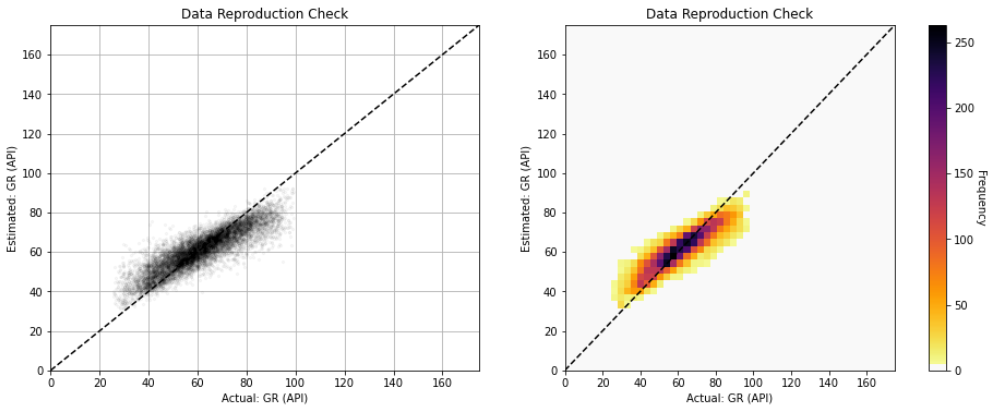 Data Reproduction Check
Estimated: GR (API)
160
140
120
100
80
60
40
20
0
0 20 40 60 80 100 120 140 160
Actual: GR (API)
Data Reproduction Check
Estimated: GR (API)
160
140
120
100
80
60
40
20
0
0 20 40 60 80 100 120 140 160
Actual: GR (API)
250
200
150
100
50
0
Frequency